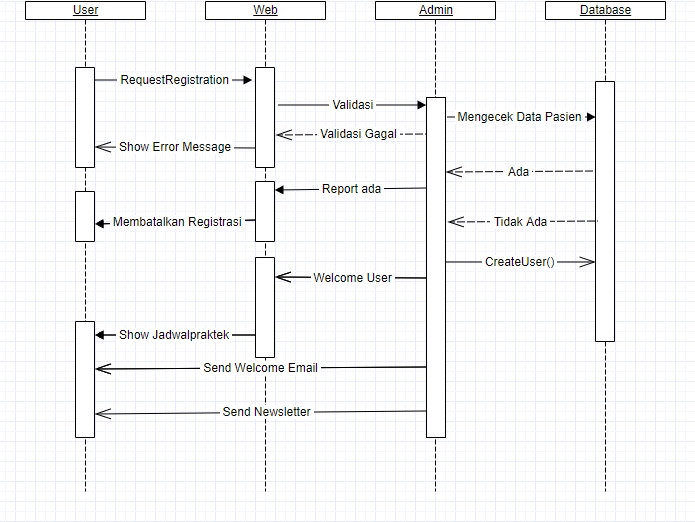 User
Web
Admin
Database
RequestRegistration
Validasi
Mengecek Data Pasien
Validasi Gagal
Show Error Message
Ada
Report ada
Membatalkan Registrasi
Tidak Ada
CreateUser()
Welcome User
Show Jadwalpraktek
Send Welcome Email
Send Newsletter